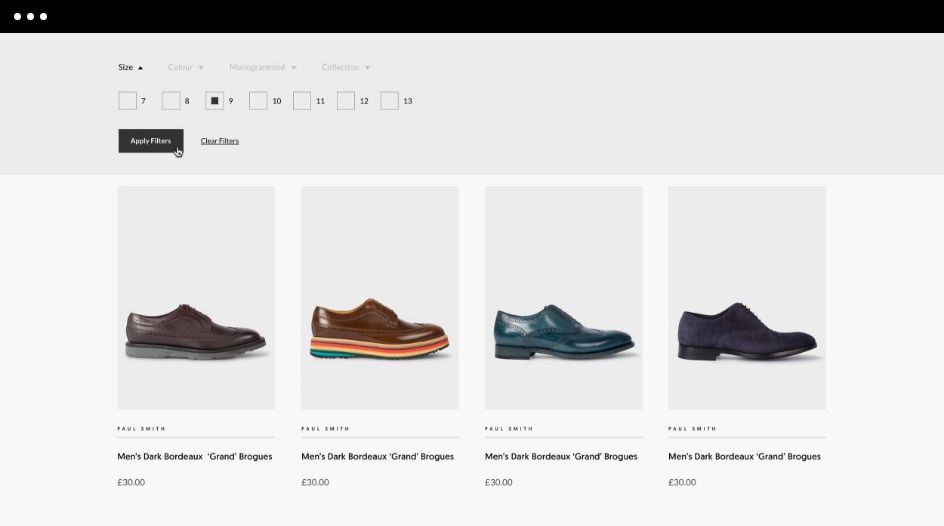 Size Colour Monogrammed Collection
7 8 9 10 11 12 13
Apply Filters Clear Filters
PAUL SMITH PAUL SMITH PAUL SMITH PAUL SMITH
Men's Dark Bordeaux ‘Grand’ Brogues Men's Dark Bordeaux ‘Grand’ Brogues Men's Dark Bordeaux ‘Grand’ Brogues Men's Dark Bordeaux ‘Grand’ Brogues
£30.00 £30.00 £30.00 £30.00